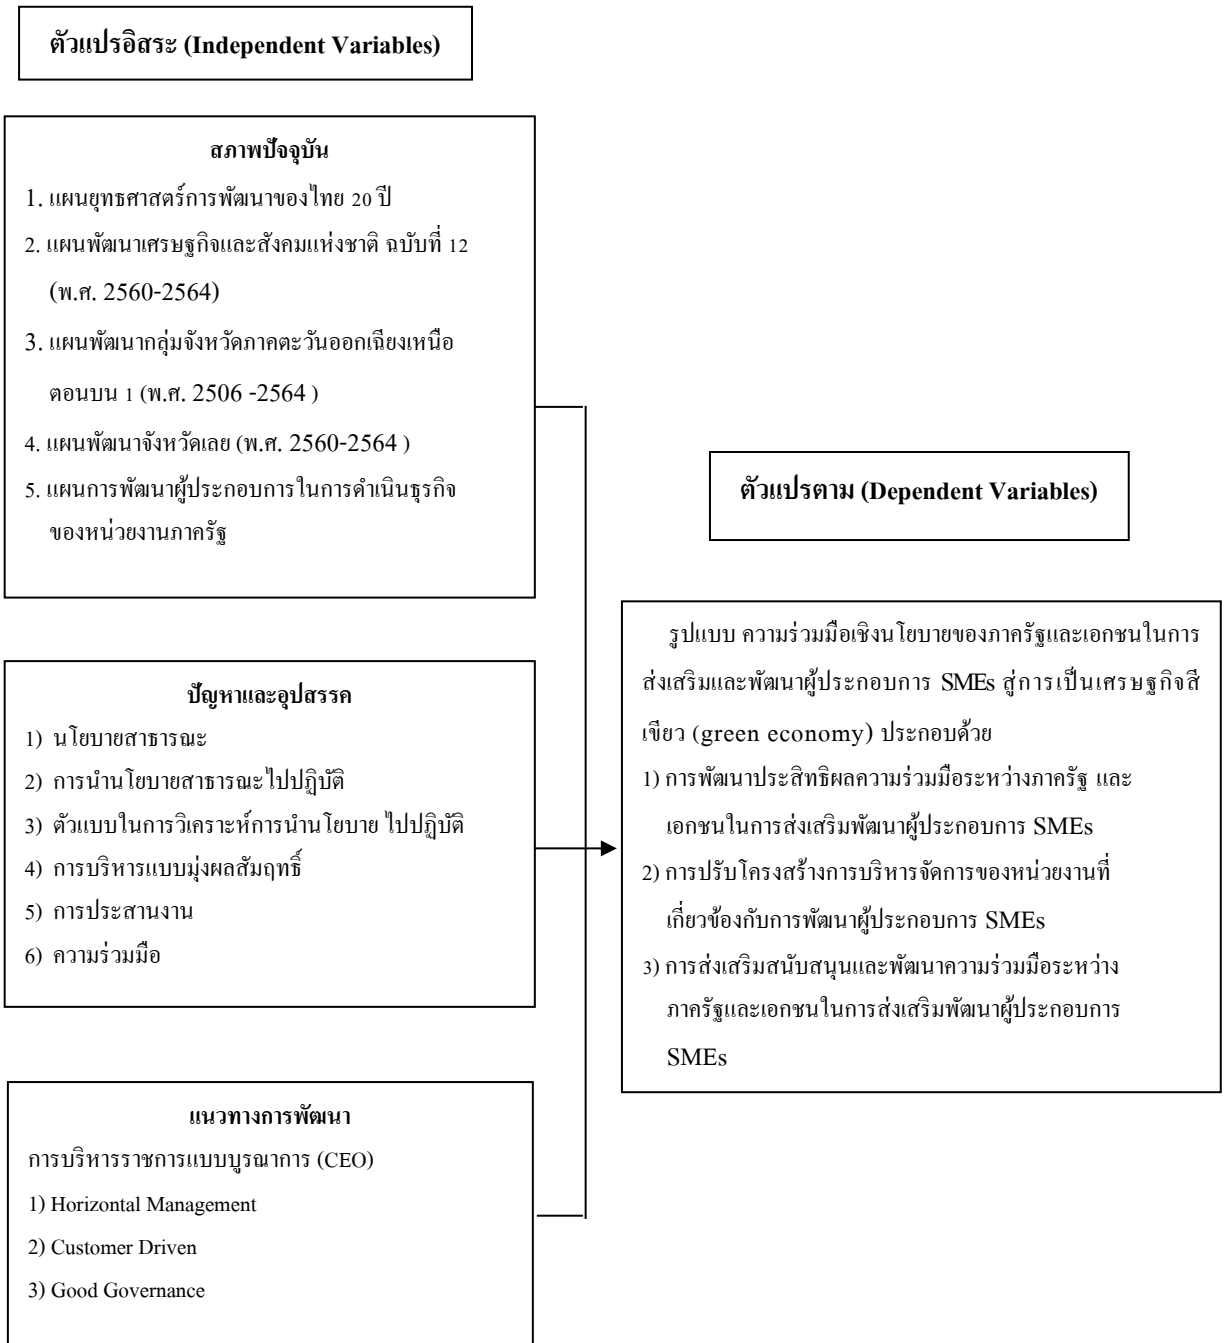 ตัวแปรอิสระ (Independent Variables)
สภาพปัจจุบัน
1. แผนยุทธศาสตร์การพัฒนาของไทย 20 ปี
2. แผนพัฒนาเศรษฐกิจและสังคมแห่งชาติ ฉบับที่ 12
(พ.ศ. 2560-2564)
3. แผนพัฒนากลุ่มจังหวัดภาคตะวันออกเฉียงเหนือ
ตอนบน 1 (พ.ศ. 2506 -2564 )
4. แผนพัฒนาจังหวัดเลย (พ.ศ. 2560-2564 )
5. แผนการพัฒนาผู้ประกอบการในการดำเนินธุรกิจ
ของหน่วยงานภาครัฐ
ปัญหาและอุปสรรค
1) นโยบายสาธารณะ
2) การนำนโยบายสาธารณะไปปฏิบัติ
3) ตัวแบบในการวิเคราะห์การนำนโยบาย ไปปฏิบัติ
4) การบริหารแบบมุ่งผลสัมฤทธิ์
5) การประสานงาน
6) ความร่วมมือ
แนวทางการพัฒนา
การบริหารราชการแบบบูรณาการ (CEO)
1) Horizontal Management
2) Customer Driven
3) Good Governance
ตัวแปรตาม (Dependent Variables)
รูปแบบ ความร่วมมือเชิงนโยบายของภาครัฐและเอกชนในการ
ส่งเสริมและพัฒนาผู้ประกอบการ SMEs สู่การเป็นเศรษฐกิจสี
เขียว (green economy) ประกอบด้วย
1) การพัฒนาประสิทธิผลความร่วมมือระหว่างภาครัฐ และ
เอกชนในการส่งเสริมพัฒนาผู้ประกอบการ SMEs
2) การปรับโครงสร้างการบริหารจัดการของหน่วยงานที่
เกี่ยวข้องกับการพัฒนาผู้ประกอบการ SMEs
3) การส่งเสริมสนับสนุนและพัฒนาความร่วมมือระหว่าง
ภาครัฐและเอกชนในการส่งเสริมพัฒนาผู้ประกอบการ
SMEs